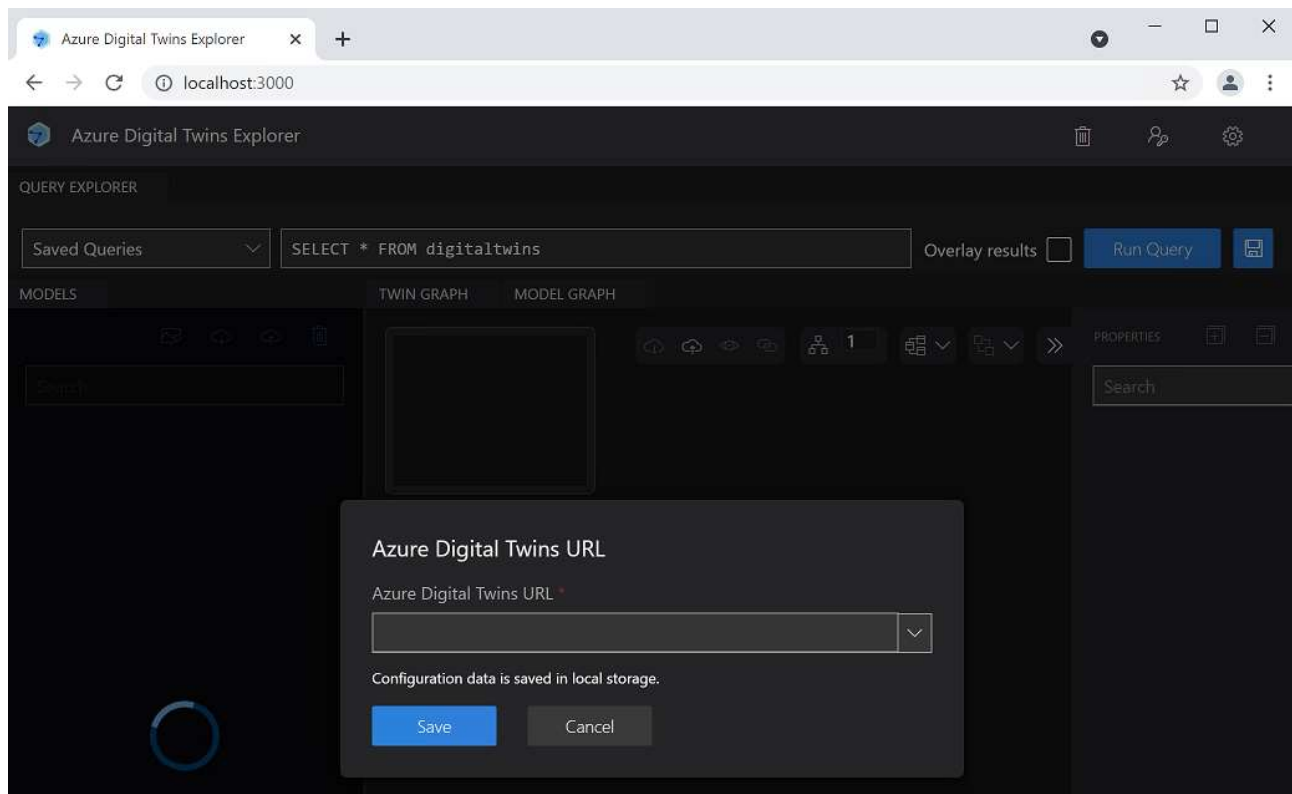 Azure Digital Twins Explorer
localhost:3000
Azure Digital Twins Explorer
QUERY EXPLORER
Saved Queries SELECT * FROM digitaltwins Overlay results Run Query
MODELS TWIN GRAPH MODEL GRAPH
1 PROPERTIES
Search Search
Azure Digital Twins URL
Azure Digital Twins URL *
Configuration data is saved in local storage.
Save Cancel